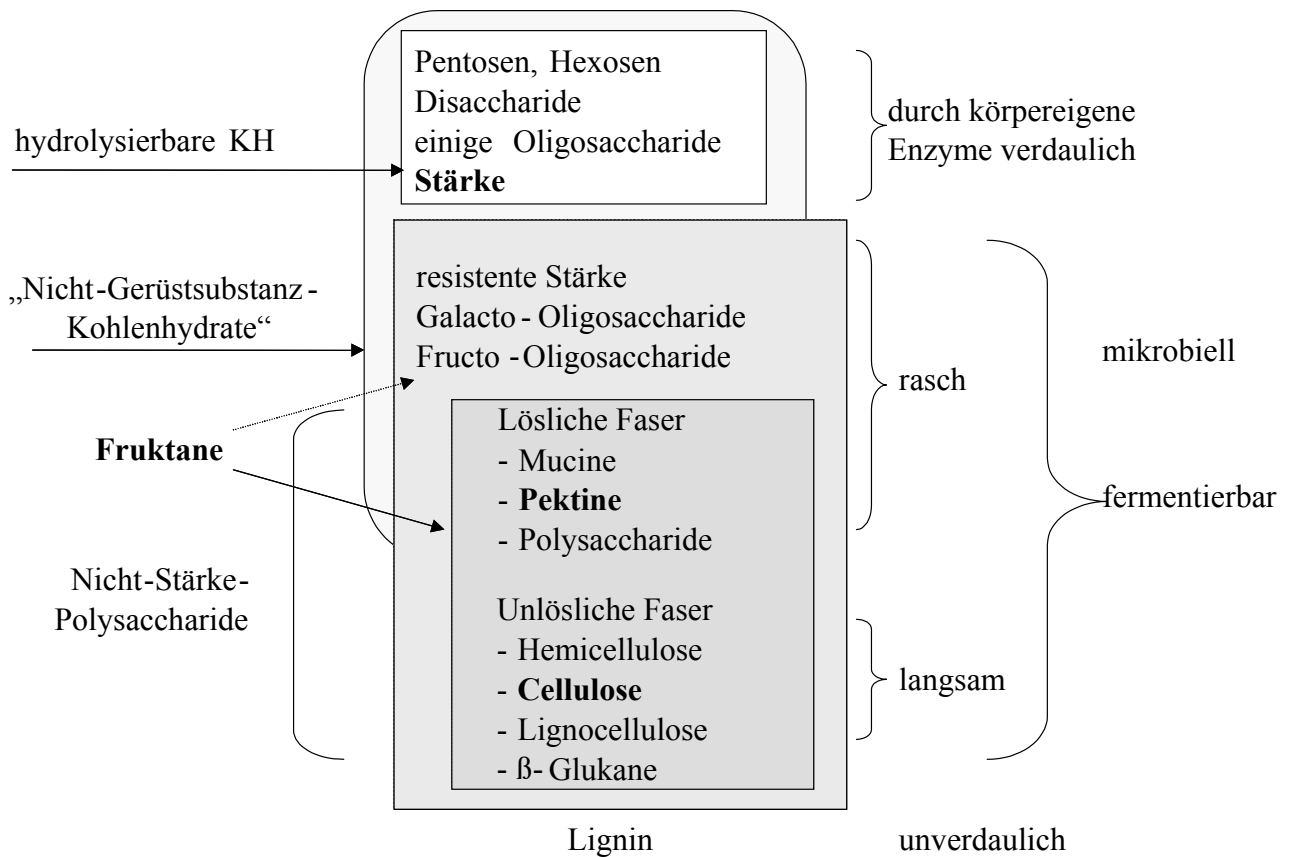 Pentosen, Hexosen
Disaccharide
einige Oligosaccharide
Stärke
hydrolysierbare KH
durch körpereigene
Enzyme verdaulich
„Nicht-Gerüstsubstanz-
Kohlenhydrate“
resistente Stärke
Galacto - Oligosaccharide
Fructo -Oligosaccharide
rasch
mikrobiell
fermentierbar
Fruktane
Lösliche Faser
- Mucine
- Pektine
- Polysaccharide
Nicht-Stärke-
Polysaccharide
Unlösliche Faser
- Hemicellulose
- Cellulose
- Lignocellulose
- ß- Glukane
langsam
Lignin
unverdaulich